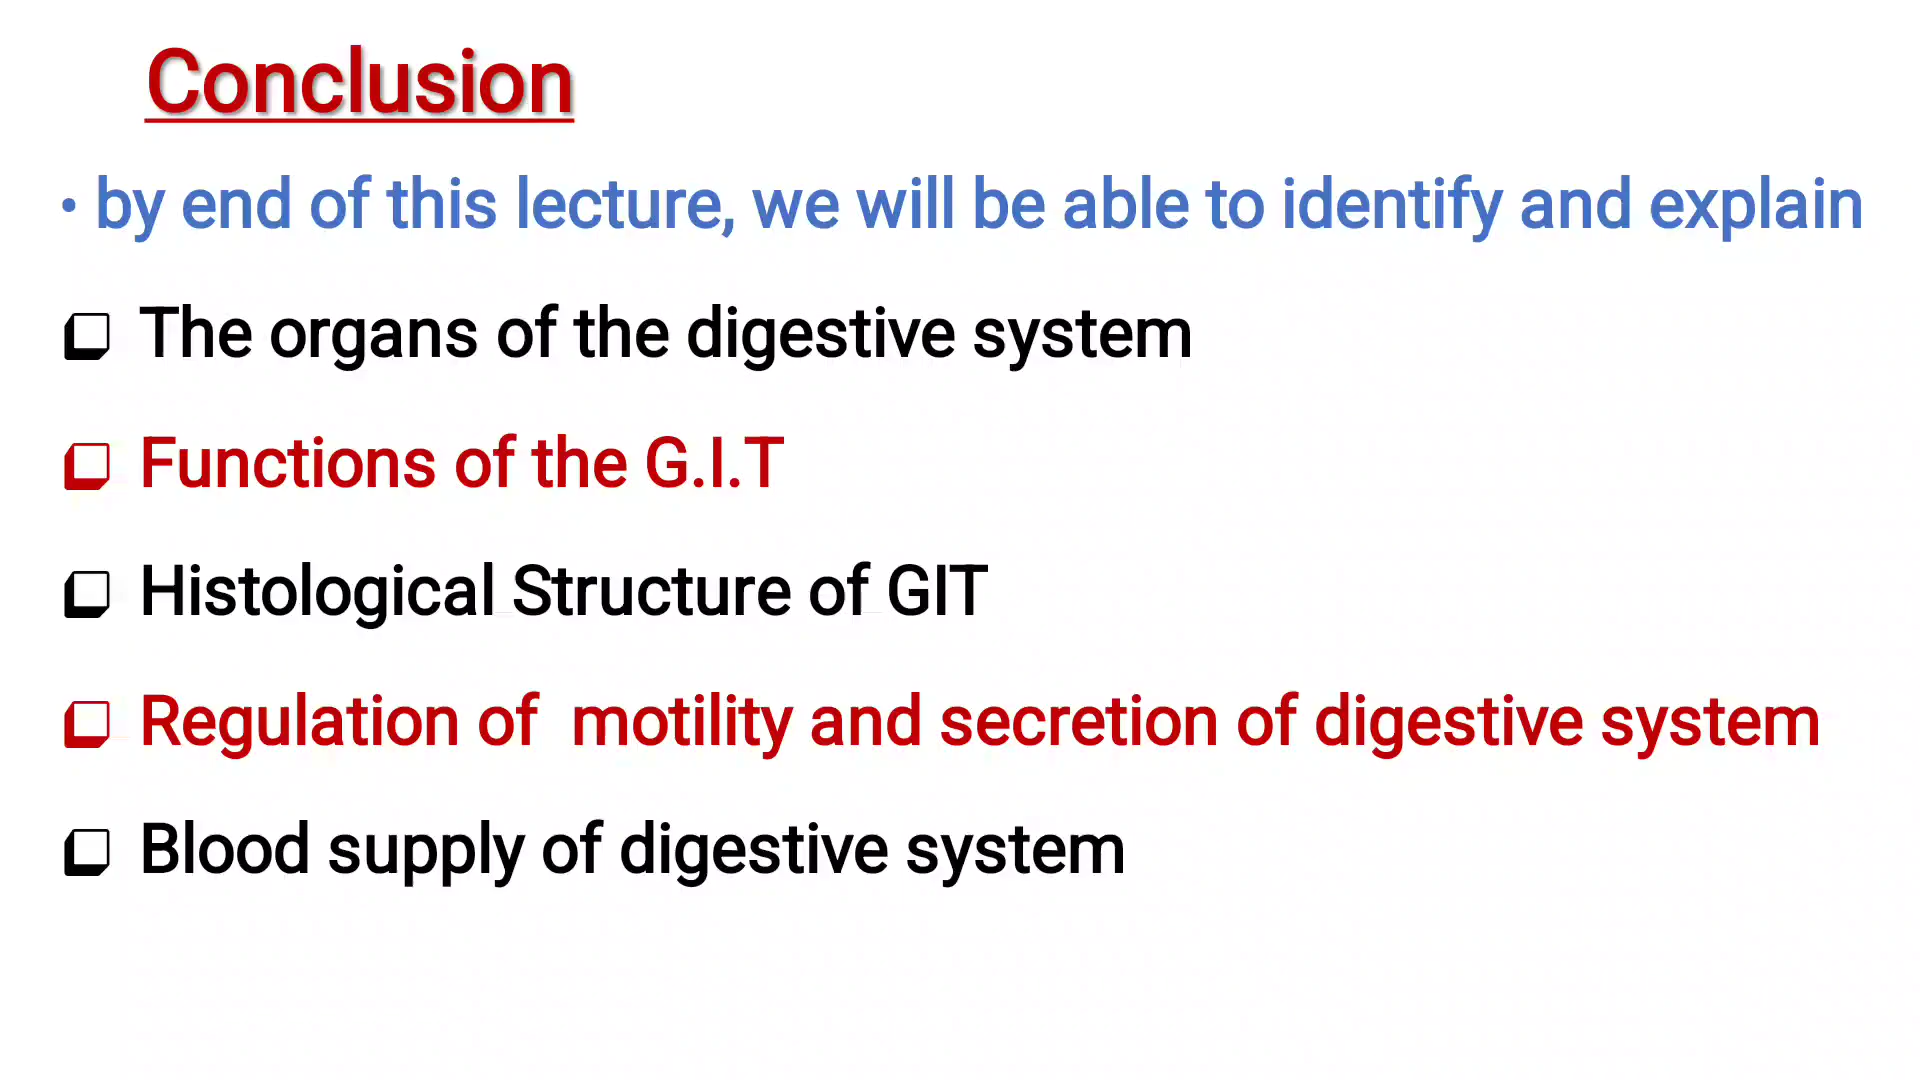 Conclusion
• by end of this lecture, we will be able to identify and explain
❑ The organs of the digestive system
❑ Functions of the G.I.T
❑ Histological Structure of GIT
❑ Regulation of  motility and secretion of digestive system
❑ Blood supply of digestive system